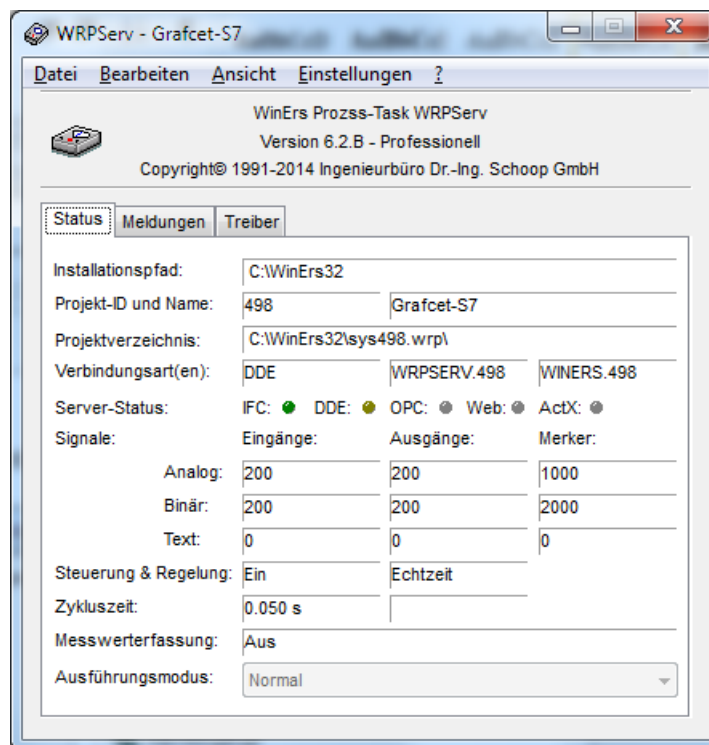 WRPServ - Grafcet-S7
Datei Bearbeiten Ansicht Einstellungen ?
WinErs Prozss-Task WRPServ
Version 6.2.B - Professionell
Copyright© 1991-2014 Ingenieurbüro Dr.-Ing. Schoop GmbH
Status Meldungen Treiber
Installationspfad: C:\WinErs32
Projekt-ID und Name: 498 Grafcet-S7
Projektverzeichnis: C:\WinErs32\sys498.wrp\
Verbindungsart(en): DDE WRPSERV.498 WINERS.498
Server-Status: IFC: DDE: OPC: Web: ActX:
Signale: Eingänge: Ausgänge: Merker:
Analog: 200 200 1000
Binär: 200 200 2000
Text: 0 0 0
Steuerung & Regelung: Ein Echtzeit
Zykluszeit: 0.050 s
Messwerterfassung: Aus
Ausführungsmodus: Normal